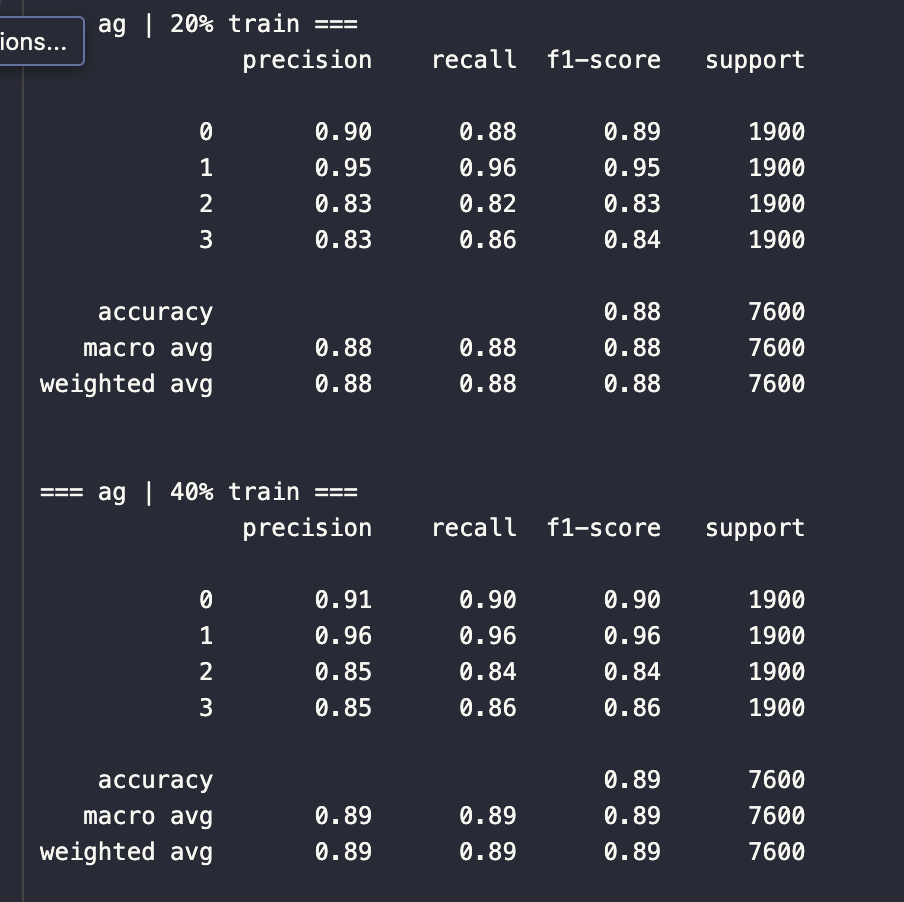 ag | 20% train ===
ions...
precision recall f1-score support
0 0.90 0.88 0.89 1900
1 0.95 0.96 0.95 1900
2 0.83 0.82 0.83 1900
3 0.83 0.86 0.84 1900
accuracy 0.88 7600
macro avg 0.88 0.88 0.88 7600
weighted avg 0.88 0.88 0.88 7600
=== ag | 40% train ===
precision recall f1-score support
0 0.91 0.90 0.90 1900
1 0.96 0.96 0.96 1900
2 0.85 0.84 0.84 1900
3 0.85 0.86 0.86 1900
accuracy 0.89 7600
macro avg 0.89 0.89 0.89 7600
weighted avg 0.89 0.89 0.89 7600